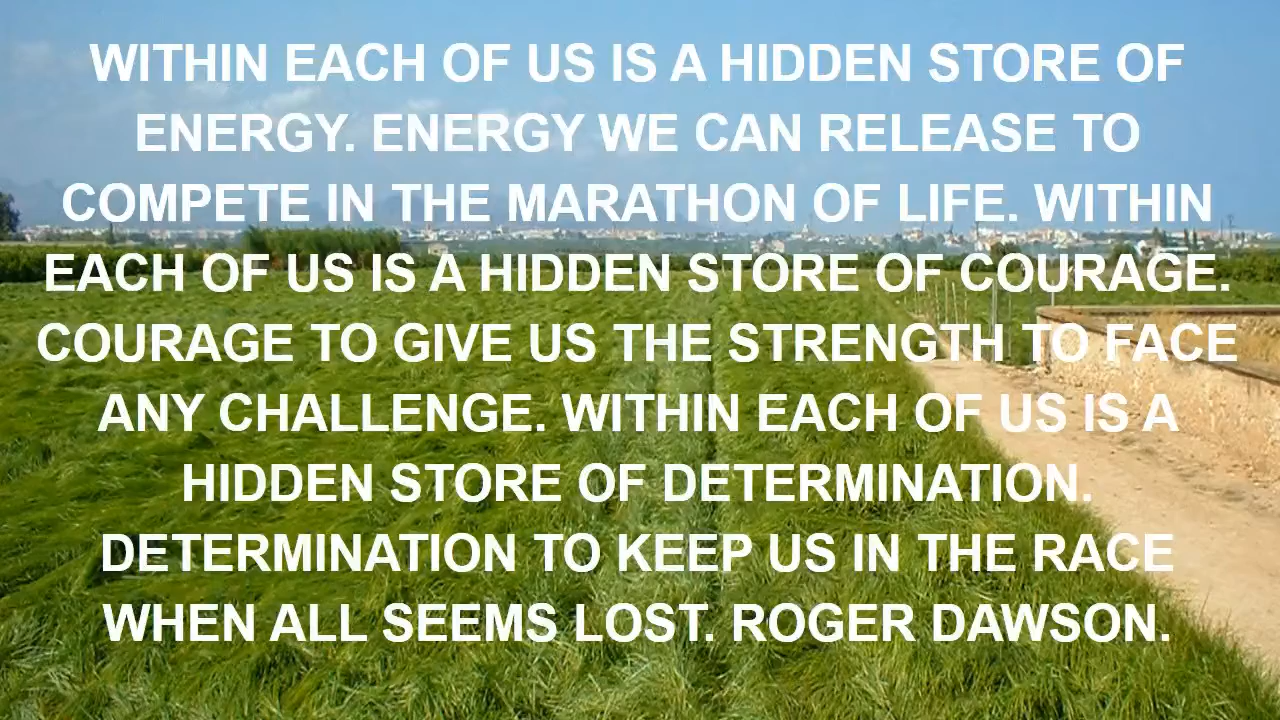 WITHIN EACH OF US IS A HIDDEN STORE OF
ENERGY. ENERGY WE CAN RELEASE TO
COMPETE IN THE MARATHON OF LIFE. WITHIN
EACH OF US IS A HIDDEN STORE OF COURAGE.
COURAGE TO GIVE US THE STRENGTH TO FACE
ANY CHALLENGE. WITHIN EACH OF US IS A
HIDDEN STORE OF DETERMINATION.
DETERMINATION TO KEEP US IN THE RACE
WHEN ALL SEEMS LOST. ROGER DAWSON.